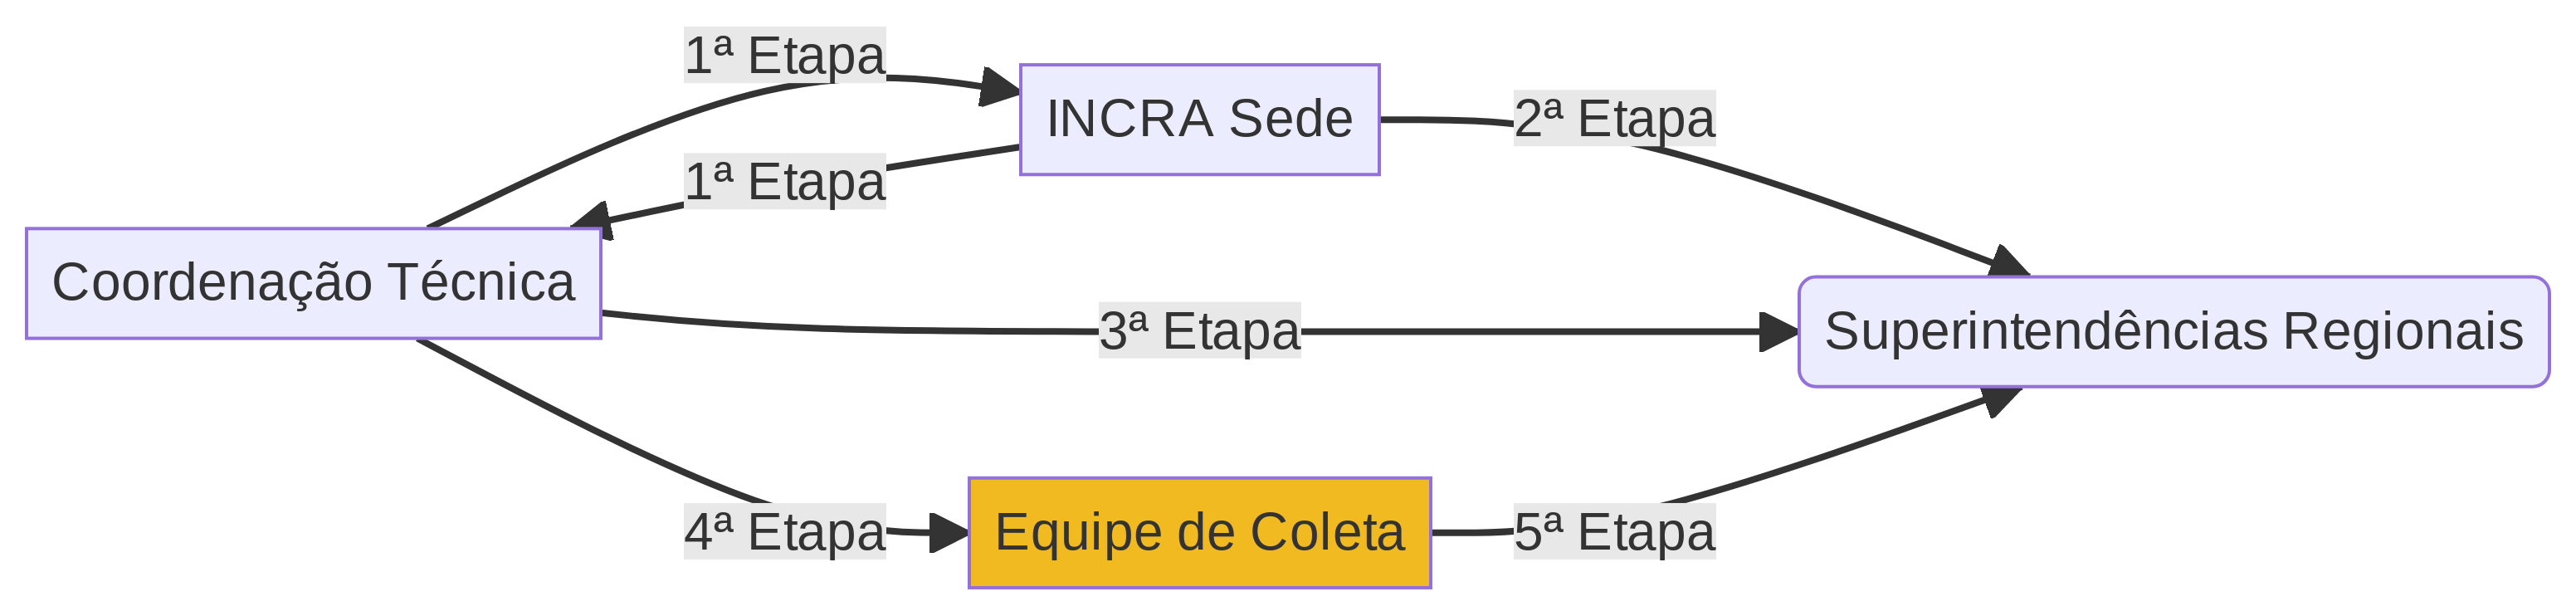 1ª Etapa
INCRA Sede
2ª Etapa
1ª Etapa
Coordenação Técnica
3ª Etapa
Superintendências Regionais
4ª Etapa
Equipe de Coleta
5ª Etapa